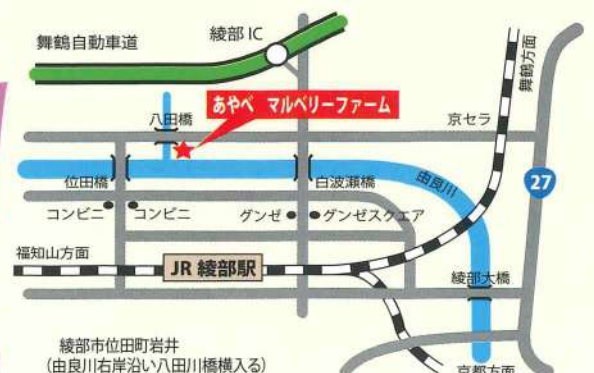 舞鶴自動車道
綾部 IC
舞鶴方面
八田橋
あやべ マルベリーファーム
京セラ
位田橋
白波瀬橋
由良川
27
コンビニ
コンビニ
グンゼ
グンゼスクエア
福知山方面
JR 綾部駅
綾部大橋
綾部市位田町岩井
(由良川右岸沿い八田川橋横入る)
京都方面